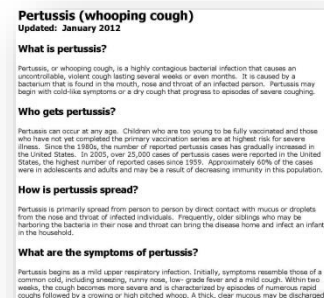 Pertussis (whooping cough)
Updated: January 2012
What is pertussis?
Pertussis, or whooping cough, is a highly contagious bacterial infection that causes an
uncontrollable, violent cough lasting several weeks or even months. It is caused by a
bacterium that is found in the mouth, nose and throat of an infected person. Pertussis may
begin with cold-like symptoms or a dry cough that progress to episodes of severe coughing.
Who gets pertussis?
Pertussis can occur at any age. Children who are too young to be fully vaccinated and those
who have not yet completed the primary vaccination series are at highest risk for severe
illness. Since the 1980s, the number of reported pertussis cases has gradually increased in
the United States. In 2005, over 25,000 cases of pertussis cases were reported in the United
States, the highest number of reported cases since 1959. Approximately 60% of the cases
were in adolescents and adults and may be a result of decreasing immunity in this population.
How is pertussis spread?
Pertussis is primarily spread from person to person by direct contact with mucus or droplets
from the nose and throat of infected individuals. Frequently, older siblings who may be
harboring the bacteria in their nose and throat can bring the disease home and infect an infant
in the household.
What are the symptoms of pertussis?
Pertussis begins as a mild upper respiratory infection. Initially, symptoms resemble those of a
common cold, including sneezing, runny nose, low- grade fever and a mild cough. Within two
weeks, the cough becomes more severe and is characterized by episodes of numerous rapid
coughs followed by a crowing or high pitched whoop. A thick, clear mucous may be discharged.